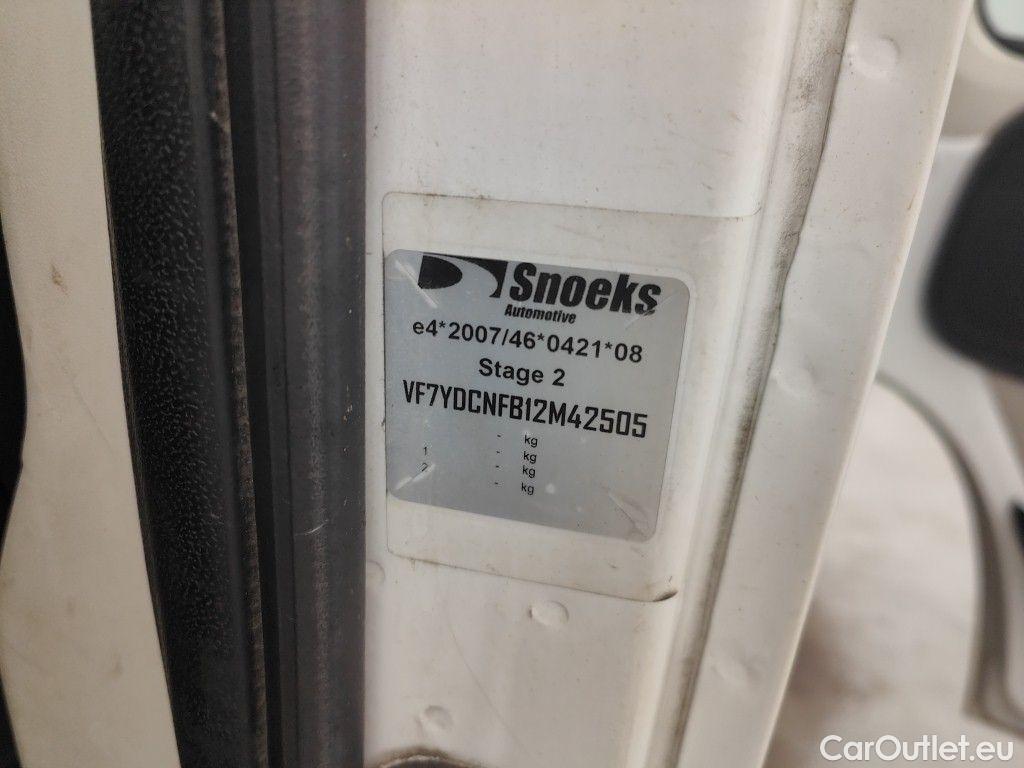 Snoeks
Automotive
e4*2007/46*0421*08
Stage 2
VF7YDCNFB12M42505
- kg
1 - kg
2 - kg
- kg
CarOutlet.eu